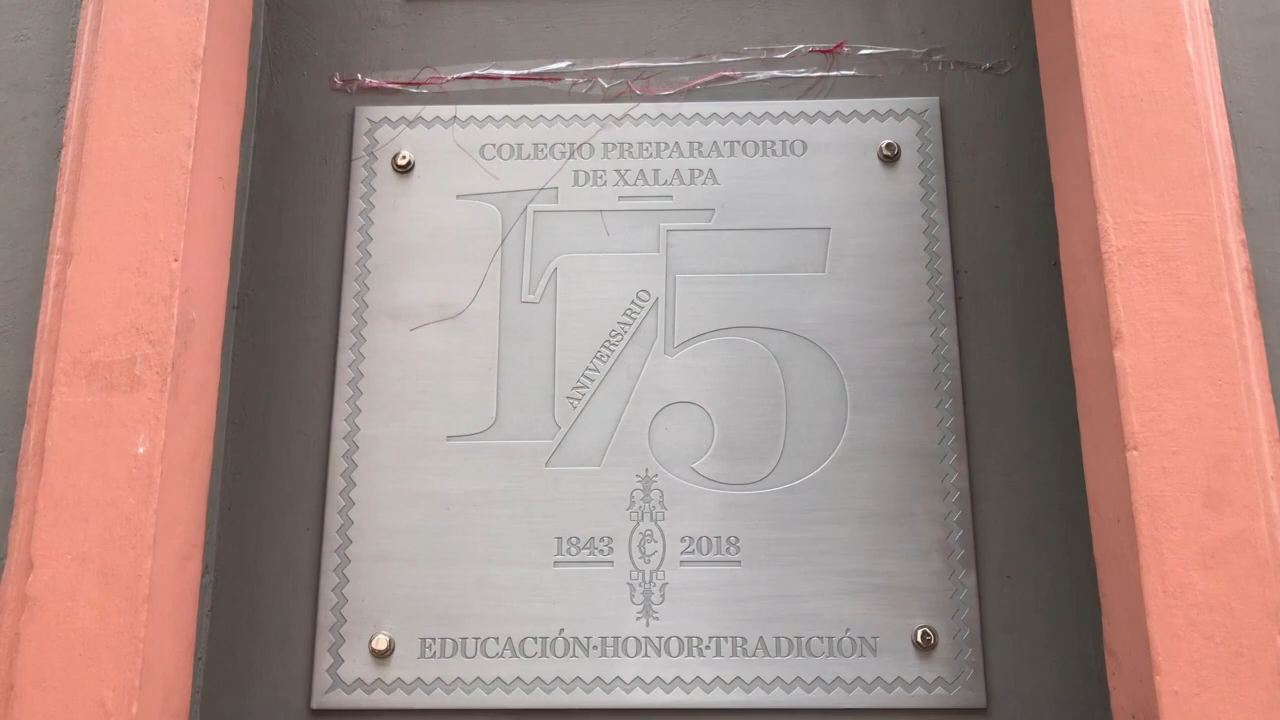 COLEGIO PREPARATORIO
DE XALAPA
175
ANIVERSARIO
1843 2018
EDUCACIÓN·HONOR·TRADICIÓN